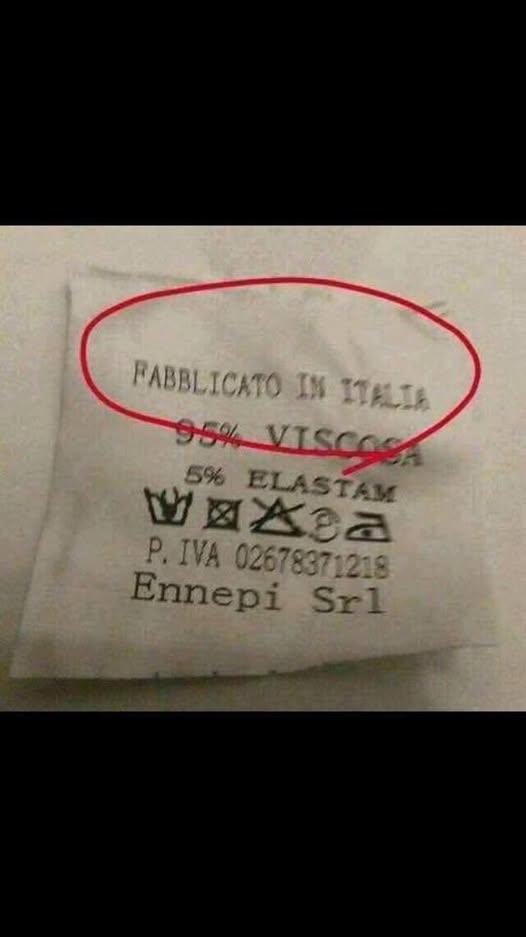 FABBLICATO IN ITALIA
95% VISCOSA
5% ELASTAM
P. IVA 02678371218
Ennepi Srl